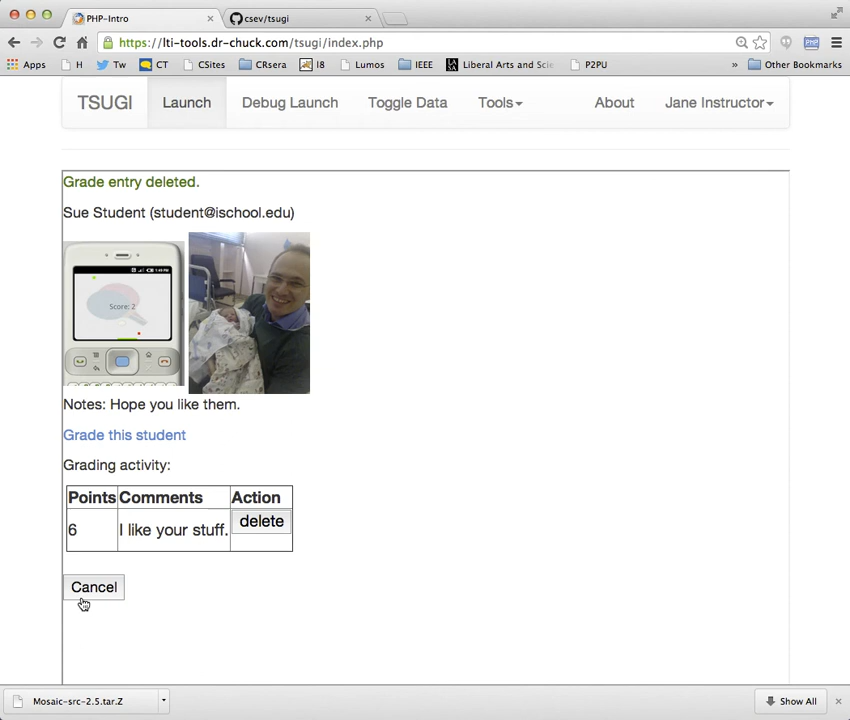 PHP-Intro
csev/tsugi
https://lti-tools.dr-chuck.com/tsugi/index.php
Apps H Tw CT CSites CRsera I8 Lumos IEEE Liberal Arts and Scie P2PU » Other Bookmarks
TSUGI Launch Debug Launch Toggle Data Tools About Jane Instructor
Grade entry deleted.
Sue Student (student@ischool.edu)
Score: 2
Notes: Hope you like them.
Grade this student
Grading activity:
Points Comments Action
6 I like your stuff. delete
Cancel
Mosaic-src-2.5.tar.Z Show All